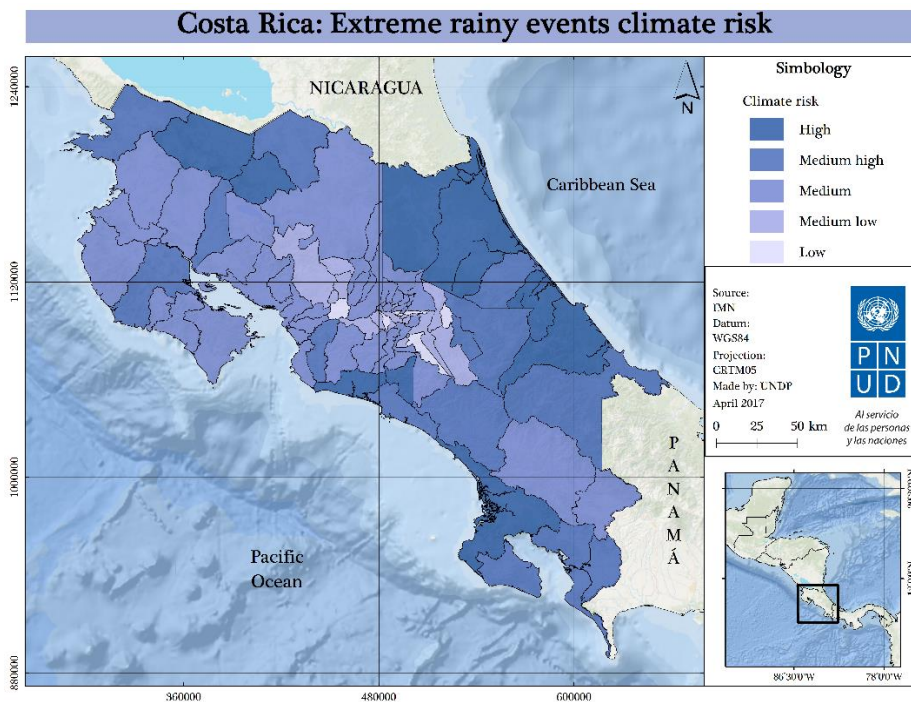 Costa Rica: Extreme rainy events climate risk
NICARAGUA
N
Caribbean Sea
Pacific
Ocean
PANAMÁ
1240000
1120000
1000000
880000
360000
480000
600000
Simbology
Climate risk
High
Medium high
Medium
Medium low
Low
Source:
IMN
Datum:
WGS84
Projection:
CRTM05
Made by: UNDP
April 2017
0 25 50 km
P N
U D
Al servicio
de las personas
y las naciones
86°30'0"W
78°0'0"W